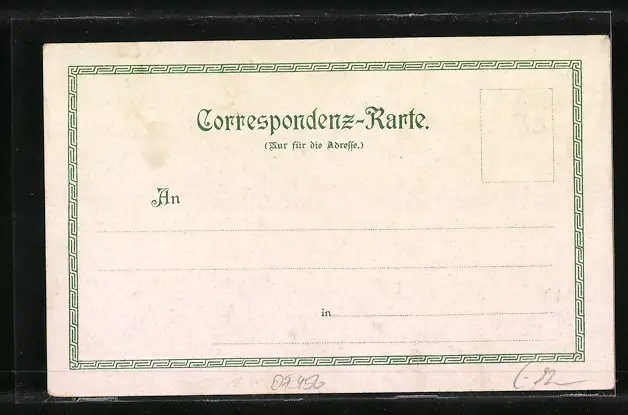 Correspondenz-Karte.
(Nur für die Adresse.)
An
in